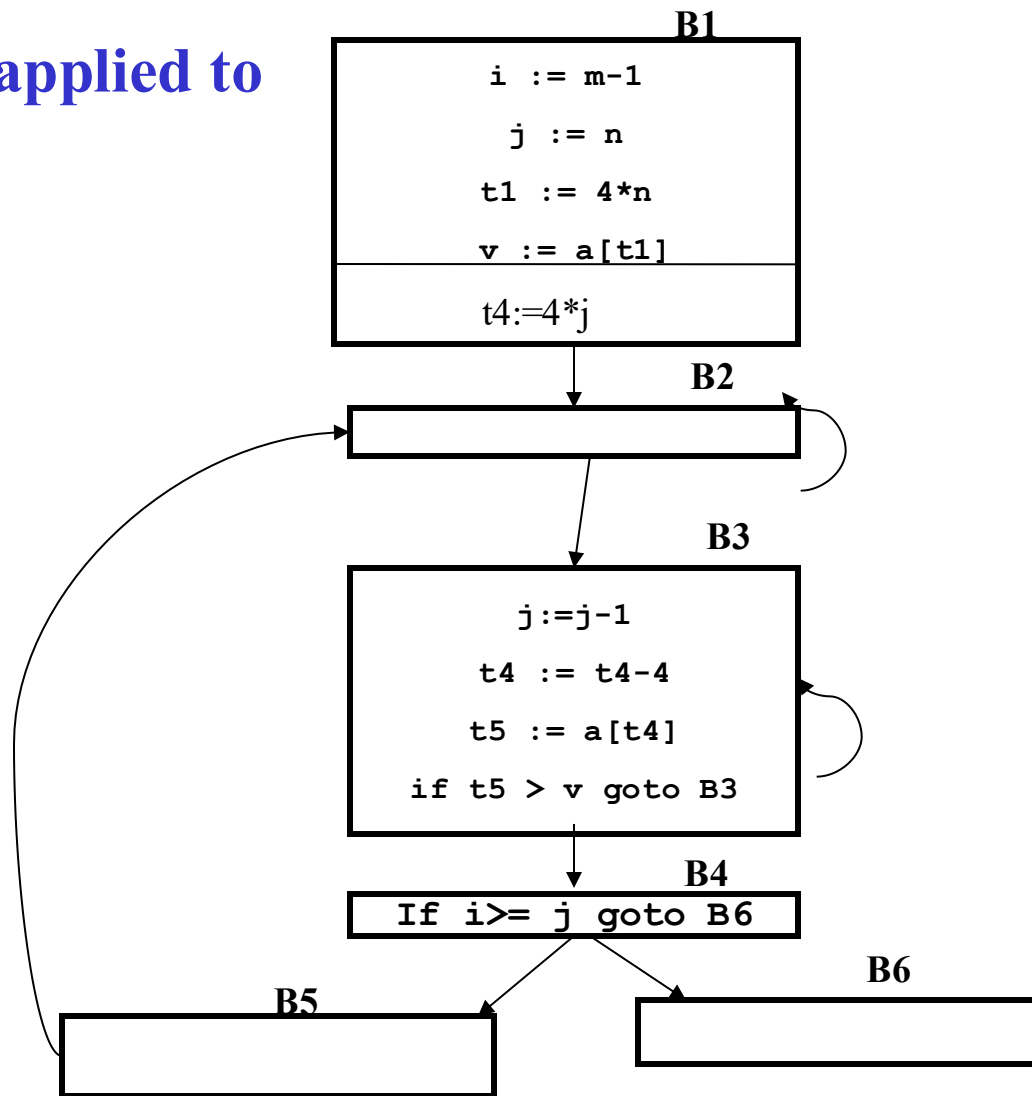 applied to
B1
i := m-1
j := n
t1 := 4*n
v := a[t1]
t4:=4*j
B2
B3
j:=j-1
t4 := t4-4
t5 := a[t4]
if t5 > v goto B3
B4
If i>= j goto B6
B5
B6